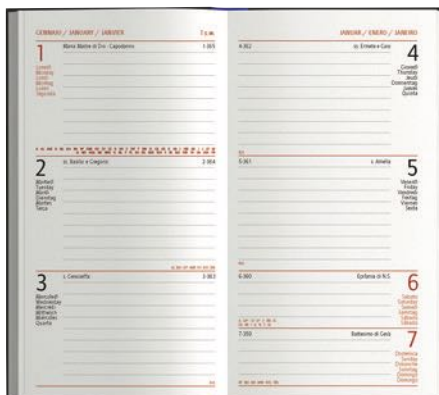 GENNAIO / JANUARY / JANVIER
1
Lunedì
Monday
Lundi
Montag
Lunes
Segunda
Maria Madre di Dio - Capodanno
1-365
2
Martedì
Tuesday
Mardi
Dienstag
Martes
Terca
ss. Basilio e Gregorio
2-364
3
Mercoledì
Wednesday
Mercredi
Mittwoch
Miércoles
Quarta
s. Genoveffa
3-363
JANUAR / ENERO / JANEIRO
4-362
4
Giovedì
Thursday
Jeudi
Donnerstag
Jueves
Quinta
5-361
s. Amelia
5
Venerdì
Friday
Vendredi
Freitag
Viernes
Sexta
6-360
Epifania di N.S.
6
Sabato
Saturday
Samedi
Samstag
Sábado
Sábado
7-359
Battesimo di Gesù
7
Domenica
Sunday
Dimanche
Sonntag
Domingo
Domingo